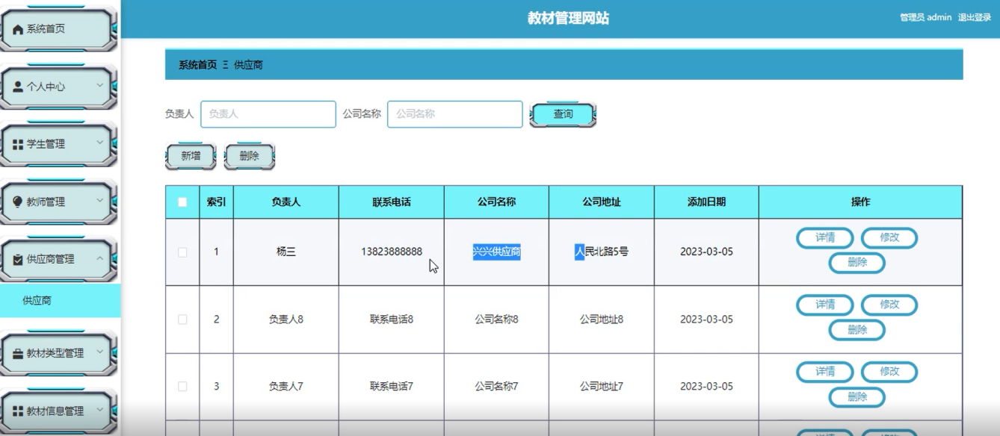 教材管理网站
管理员 admin 退出登录
系统首页
个人中心
学生管理
教师管理
供应商管理
供应商
教材类型管理
教材信息管理
系统首页 Ξ 供应商
负责人 负责人 公司名称 公司名称 查询
新增 删除
索引 负责人 联系电话 公司名称 公司地址 添加日期 操作
1 杨三 13823888888 兴兴供应商 人民北路5号 2023-03-05 详情 修改
删除
2 负责人8 联系电话8 公司名称8 公司地址8 2023-03-05 详情 修改
删除
3 负责人7 联系电话7 公司名称7 公司地址7 2023-03-05 详情 修改
删除